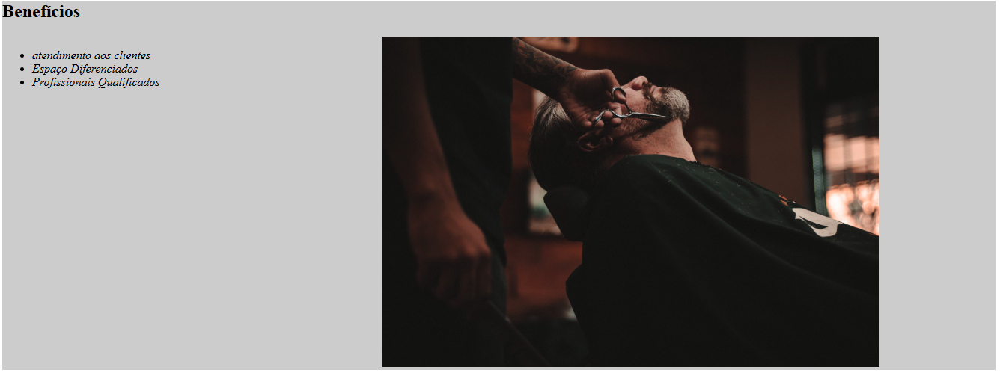 Benefícios
atendimento aos clientes
Espaço Diferenciados
Profissionais Qualificados